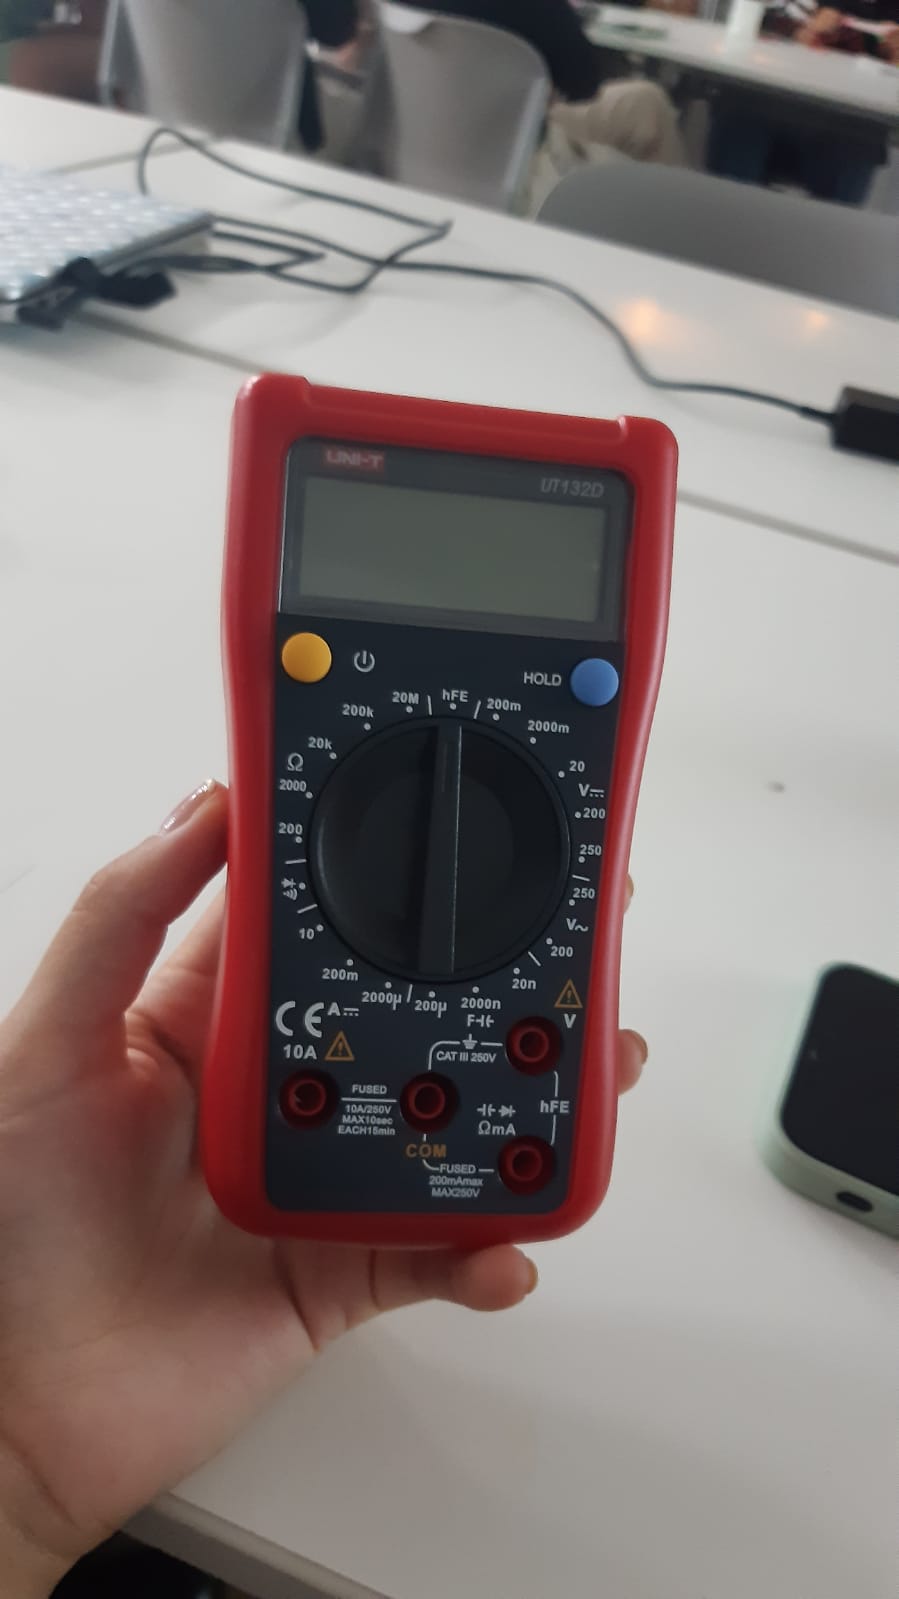 UNI-T
UT132D
HOLD
hFE
200m
2000m
20
V
200
250
250
V~
200
20n
2000n
F
200µ
2000µ
A
200m
10
200
2000
Ω
20k
200k
20M
CE
10A
V
CAT III 250V
FUSED
10A/250V
MAX10sec
EACH15min
COM
hFE
ΩmA
FUSED
200mAmax
MAX250V